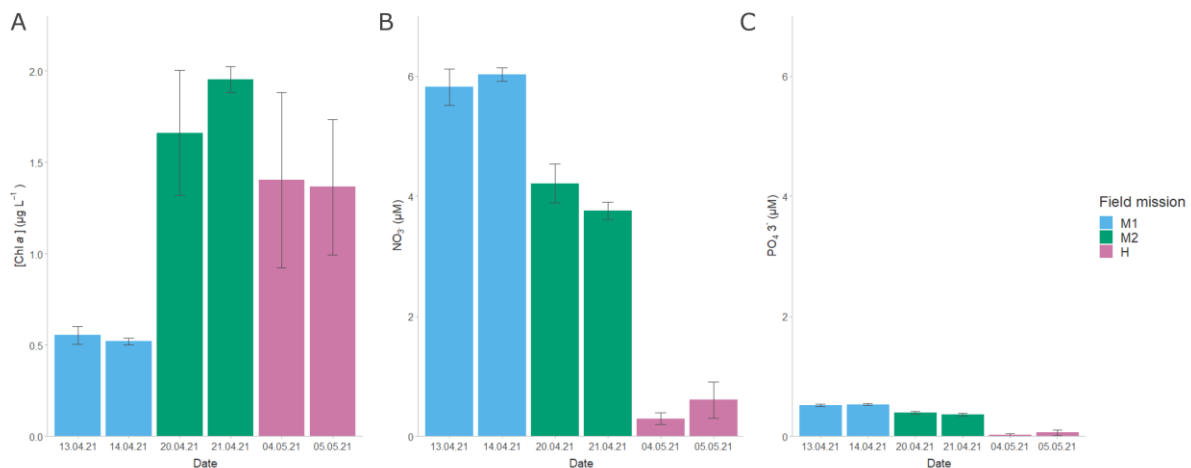 A
[Chl a] (µg L⁻¹)
2.0
1.5
1.0
0.5
0.0
13.04.21 14.04.21 20.04.21 21.04.21 04.05.21 05.05.21
Date
B
NO₃⁻ (µM)
6
4
2
0
13.04.21 14.04.21 20.04.21 21.04.21 04.05.21 05.05.21
Date
C
PO₄ 3⁻ (µM)
6
4
2
0
13.04.21 14.04.21 20.04.21 21.04.21 04.05.21 05.05.21
Date
Field mission
M1
M2
H